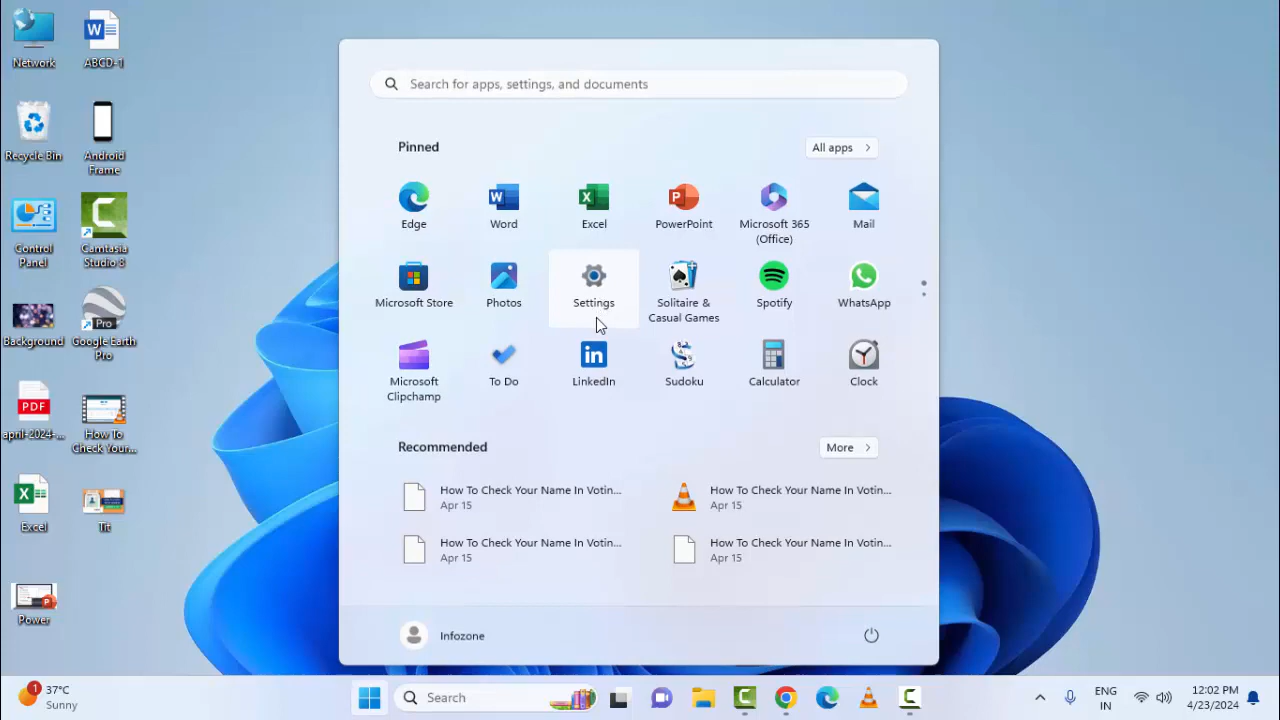 Network
ABCD-1
Recycle Bin
Android
Frame
Control
Panel
Camtasia
Studio 8
Background
Google Earth
Pro
april-2024-...
How To
Check Your...
Excel
Tit
Power
Search for apps, settings, and documents
Pinned
All apps
Edge
Word
Excel
PowerPoint
Microsoft 365
(Office)
Mail
Microsoft Store
Photos
Settings
Solitaire &
Casual Games
Spotify
WhatsApp
Microsoft
Clipchamp
To Do
LinkedIn
Sudoku
Calculator
Clock
Recommended
More
How To Check Your Name In Votin...
Apr 15
How To Check Your Name In Votin...
Apr 15
How To Check Your Name In Votin...
Apr 15
How To Check Your Name In Votin...
Apr 15
Infozone
1
37°C
Sunny
Search
ENG
IN
12:02 PM
4/23/2024
W
Pro
PDF
X
P
in
C